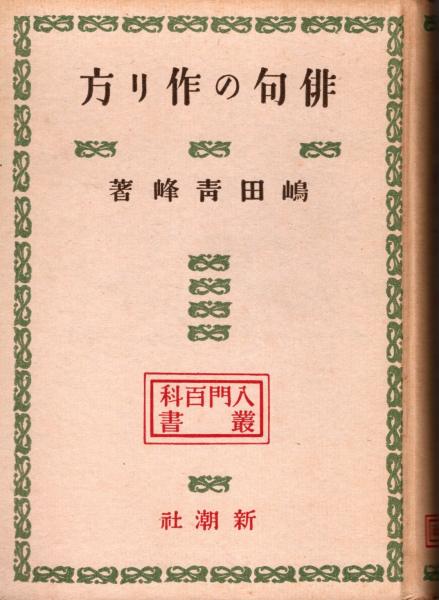 俳句の作り方
嶋田青峰著
入門百科
叢書
新潮社